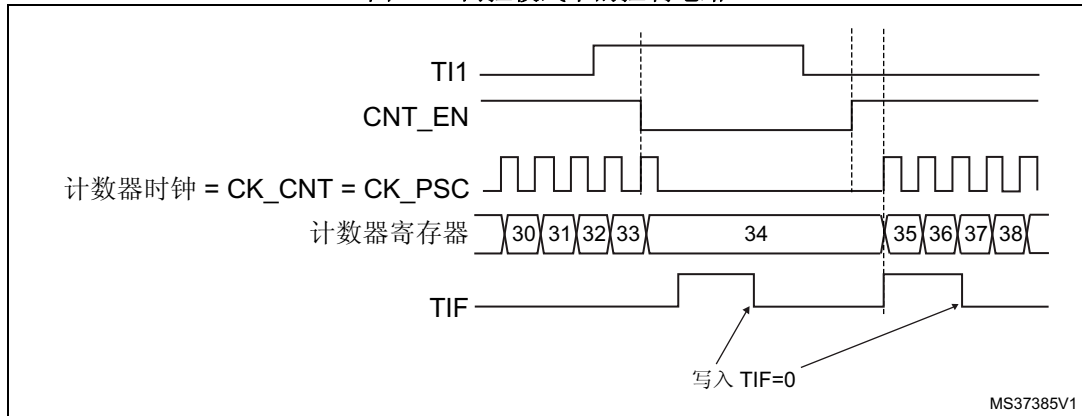 TI1
CNT_EN
计数器时钟 = CK_CNT = CK_PSC
计数器寄存器 30 31 32 33 34 35 36 37 38
TIF
写入 TIF=0
MS37385V1